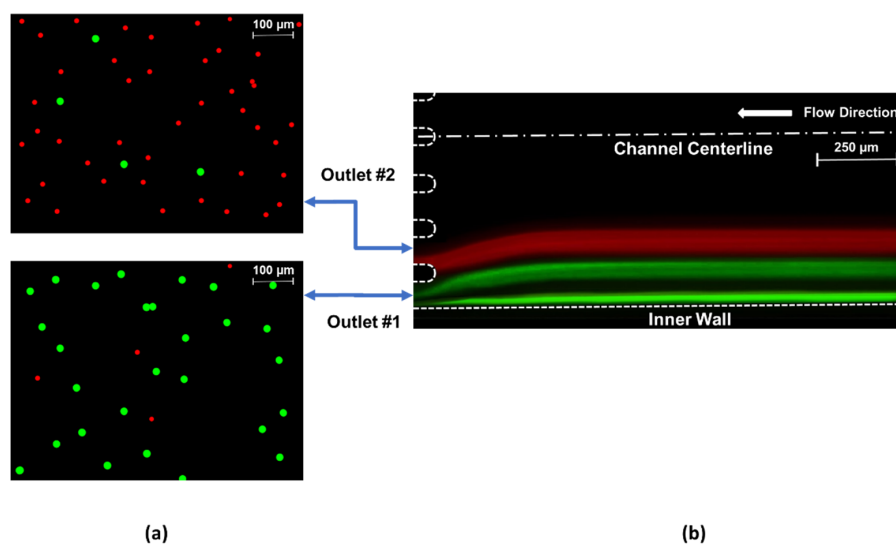 100 μm
Outlet #2
Flow Direction
Channel Centerline
250 μm
100 μm
Outlet #1
Inner Wall
(a)
(b)